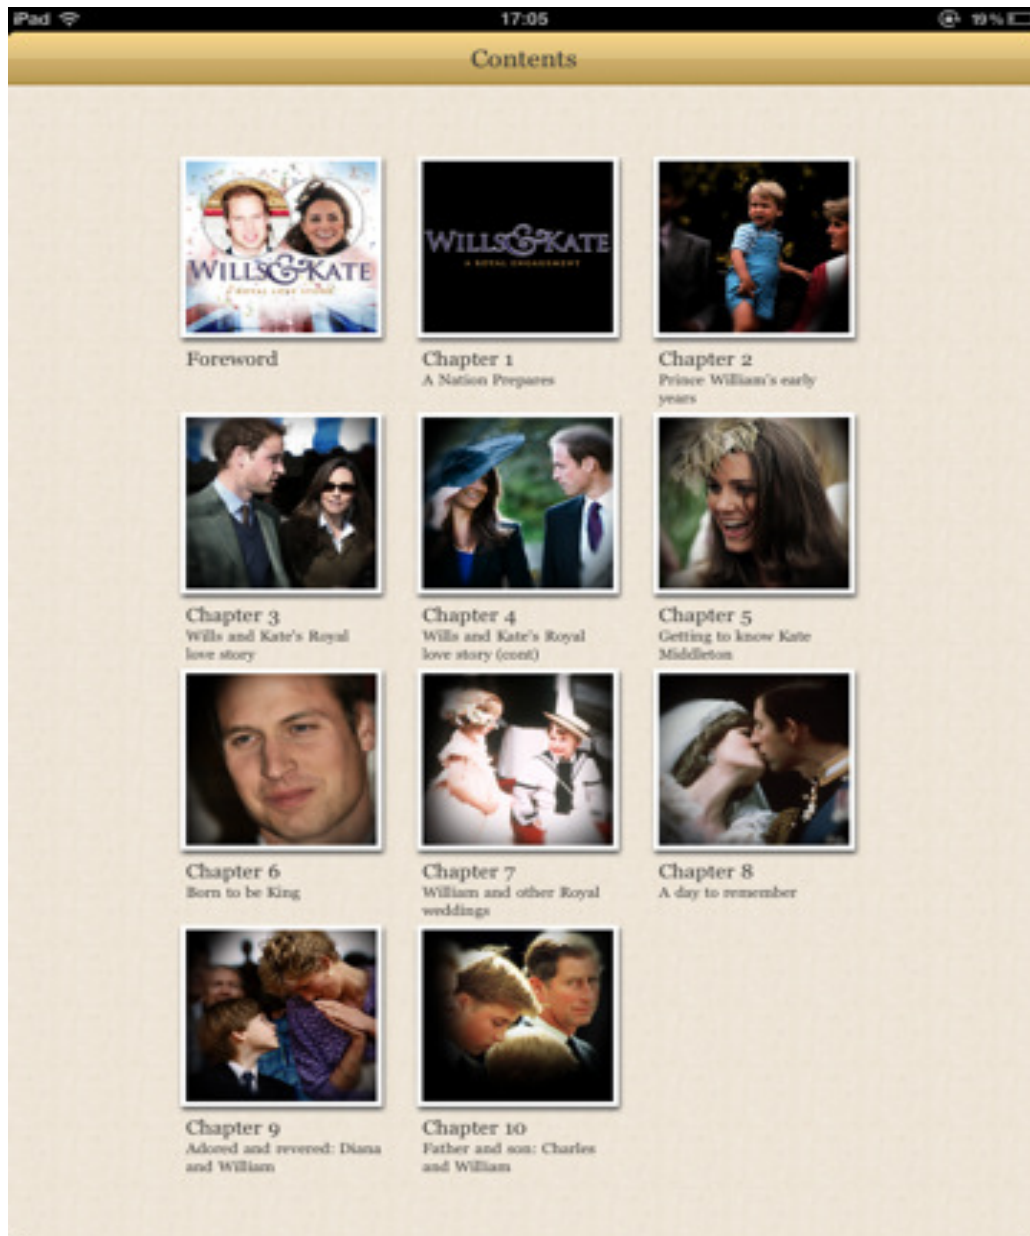 iPad 17:05 19%
Contents
WILLS & KATE
A ROYAL LOVE STORY
Foreword
WILLS & KATE
A ROYAL ENGAGEMENT
Chapter 1
A Nation Prepares
Chapter 2
Prince William's early
years
Chapter 3
Wills and Kate's Royal
love story
Chapter 4
Wills and Kate's Royal
love story (cont)
Chapter 5
Getting to know Kate
Middleton
Chapter 6
Born to be King
Chapter 7
William and other Royal
weddings
Chapter 8
A day to remember
Chapter 9
Adored and revered: Diana
and William
Chapter 10
Father and son: Charles
and William